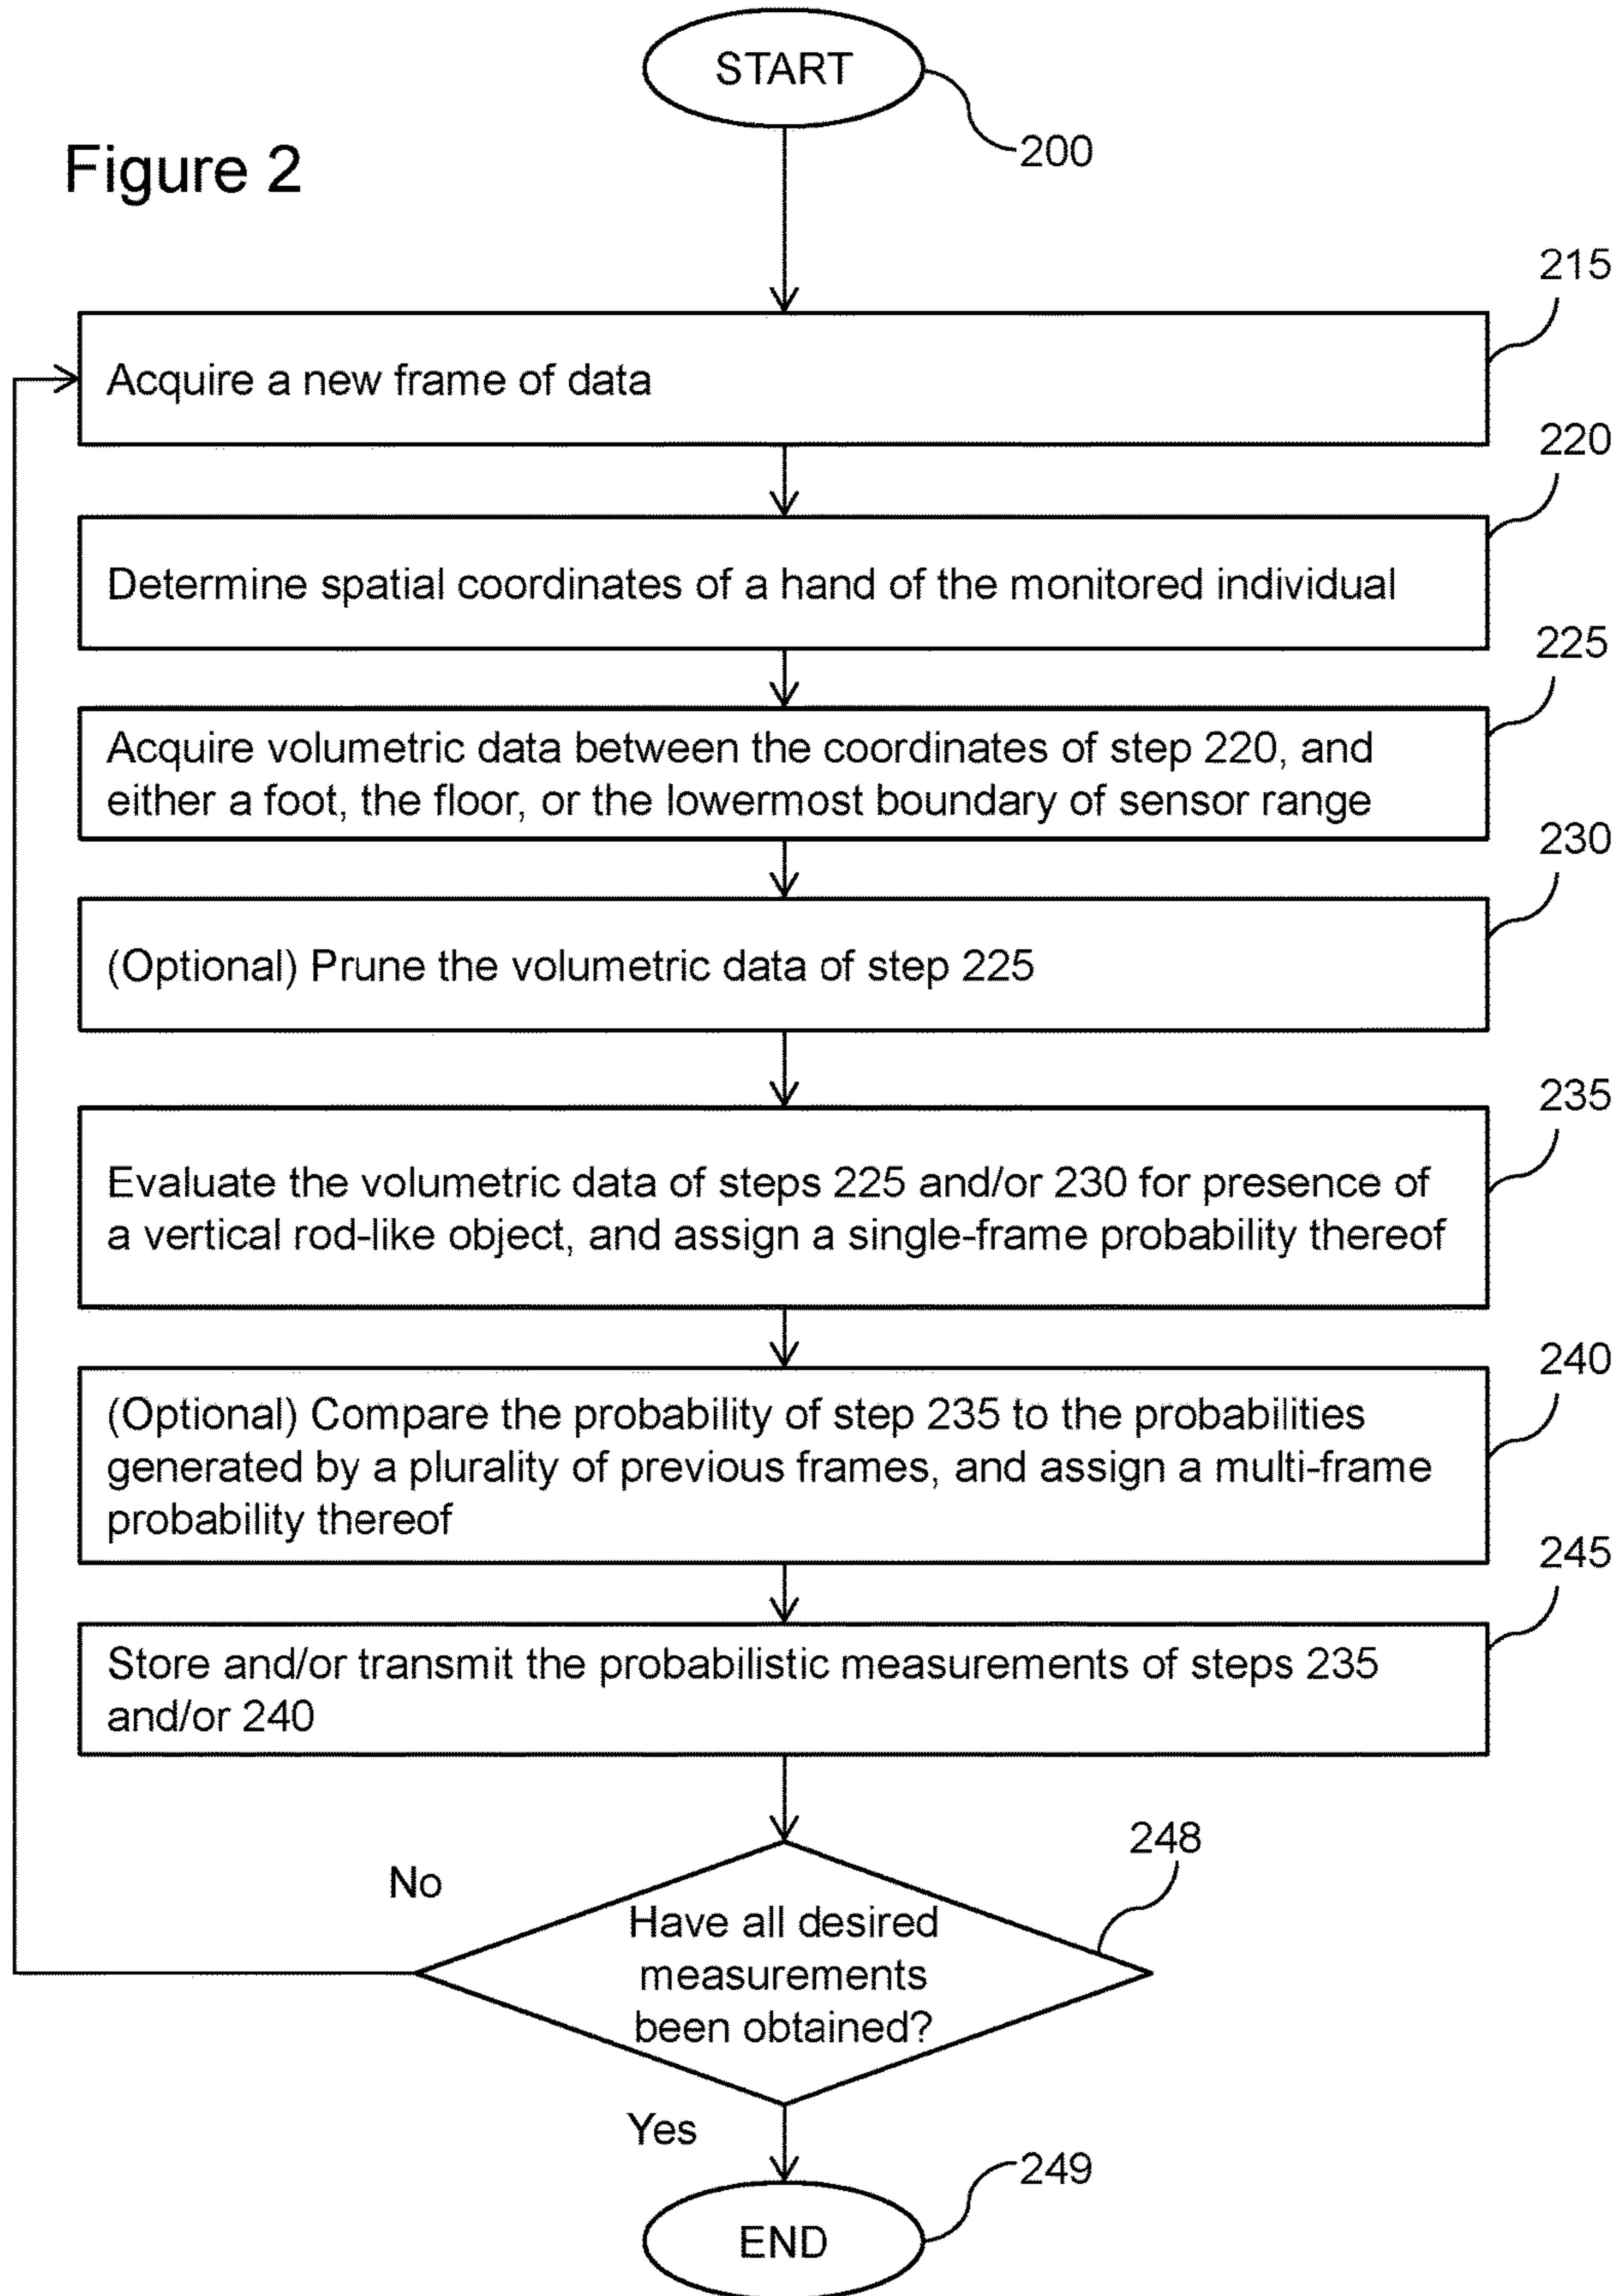 START
200
Figure 2
215
Acquire a new frame of data
220
Determine spatial coordinates of a hand of the monitored individual
225
Acquire volumetric data between the coordinates of step 220, and
either a foot, the floor, or the lowermost boundary of sensor range
230
(Optional) Prune the volumetric data of step 225
235
Evaluate the volumetric data of steps 225 and/or 230 for presence of
a vertical rod-like object, and assign a single-frame probability thereof
240
(Optional) Compare the probability of step 235 to the probabilities
generated by a plurality of previous frames, and assign a multi-frame
probability thereof
245
Store and/or transmit the probabilistic measurements of steps 235
and/or 240
248
No
Have all desired
measurements
been obtained?
Yes
249
END